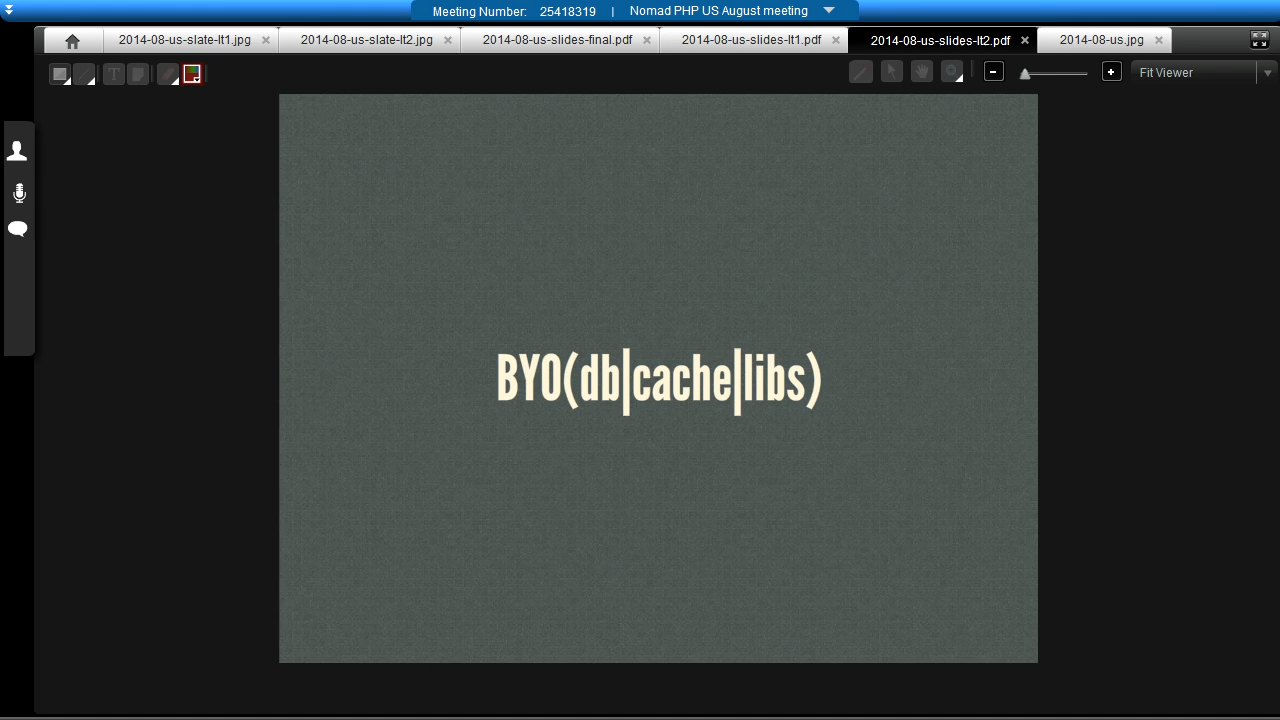 Meeting Number: 25418319 | Nomad PHP US August meeting
2014-08-us-slate-lt1.jpg 2014-08-us-slate-lt2.jpg 2014-08-us-slides-final.pdf 2014-08-us-slides-lt1.pdf 2014-08-us-slides-lt2.pdf 2014-08-us.jpg
T Fit Viewer
BYO(db|cache|libs)